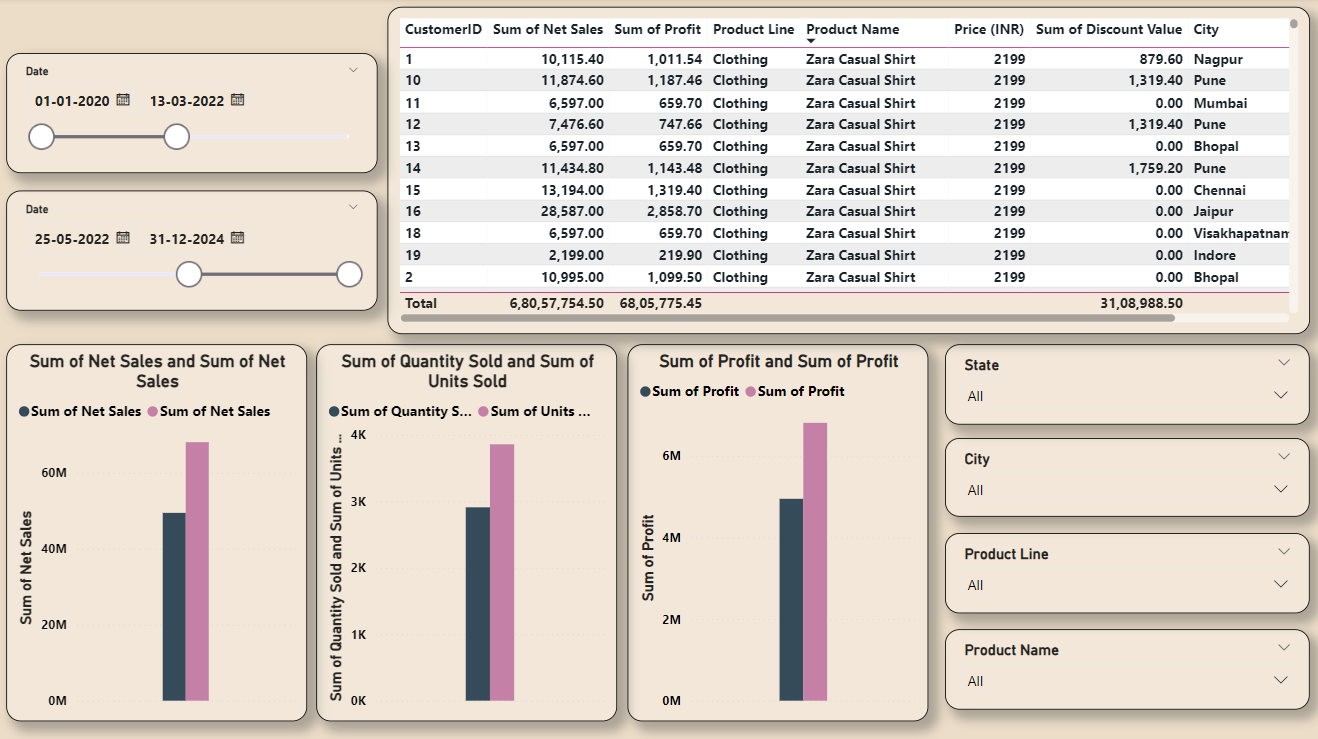 Date
01-01-2020 13-03-2022
Date
25-05-2022 31-12-2024
CustomerID Sum of Net Sales Sum of Profit Product Line Product Name Price (INR) Sum of Discount Value City
1 10,115.40 1,011.54 Clothing Zara Casual Shirt 2199 879.60 Nagpur
10 11,874.60 1,187.46 Clothing Zara Casual Shirt 2199 1,319.40 Pune
11 6,597.00 659.70 Clothing Zara Casual Shirt 2199 0.00 Mumbai
12 7,476.60 747.66 Clothing Zara Casual Shirt 2199 1,319.40 Pune
13 6,597.00 659.70 Clothing Zara Casual Shirt 2199 0.00 Bhopal
14 11,434.80 1,143.48 Clothing Zara Casual Shirt 2199 1,759.20 Pune
15 13,194.00 1,319.40 Clothing Zara Casual Shirt 2199 0.00 Chennai
16 28,587.00 2,858.70 Clothing Zara Casual Shirt 2199 0.00 Jaipur
18 6,597.00 659.70 Clothing Zara Casual Shirt 2199 0.00 Visakhapatnam
19 2,199.00 219.90 Clothing Zara Casual Shirt 2199 0.00 Indore
2 10,995.00 1,099.50 Clothing Zara Casual Shirt 2199 0.00 Bhopal
Total 6,80,57,754.50 68,05,775.45 31,08,988.50
Sum of Net Sales and Sum of Net
Sales
Sum of Net Sales Sum of Net Sales
Sum of Net Sales
60M
40M
20M
0M
Sum of Quantity Sold and Sum of
Units Sold
Sum of Quantity S... Sum of Units ...
Sum of Quantity Sold and Sum of Units ...
4K
3K
2K
1K
0K
Sum of Profit and Sum of Profit
Sum of Profit Sum of Profit
Sum of Profit
6M
4M
2M
0M
State
All
City
All
Product Line
All
Product Name
All